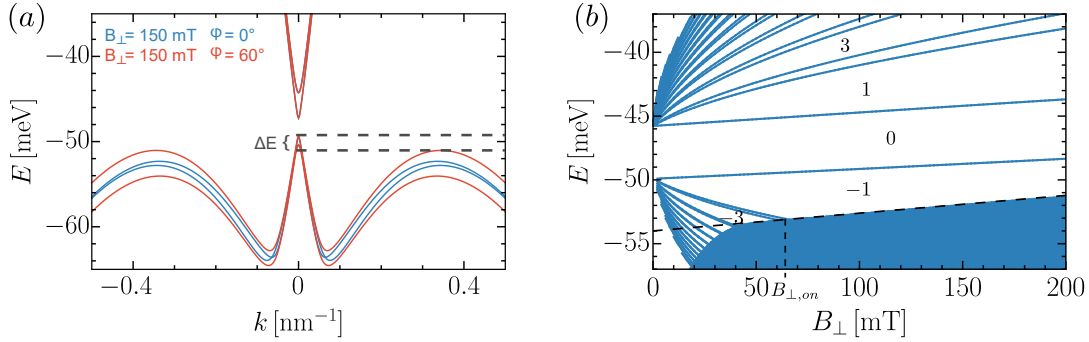 (a)
B⊥= 150 mT φ=0°
B⊥= 150 mT φ=60°
ΔE {
−40
−50
−60
E [meV]
−0.4
0
0.4
k [nm⁻¹]
(b)
3
1
0
−1
−3
−40
−45
−50
−55
E [meV]
0
50
B⊥,on
100
150
200
B⊥ [mT]